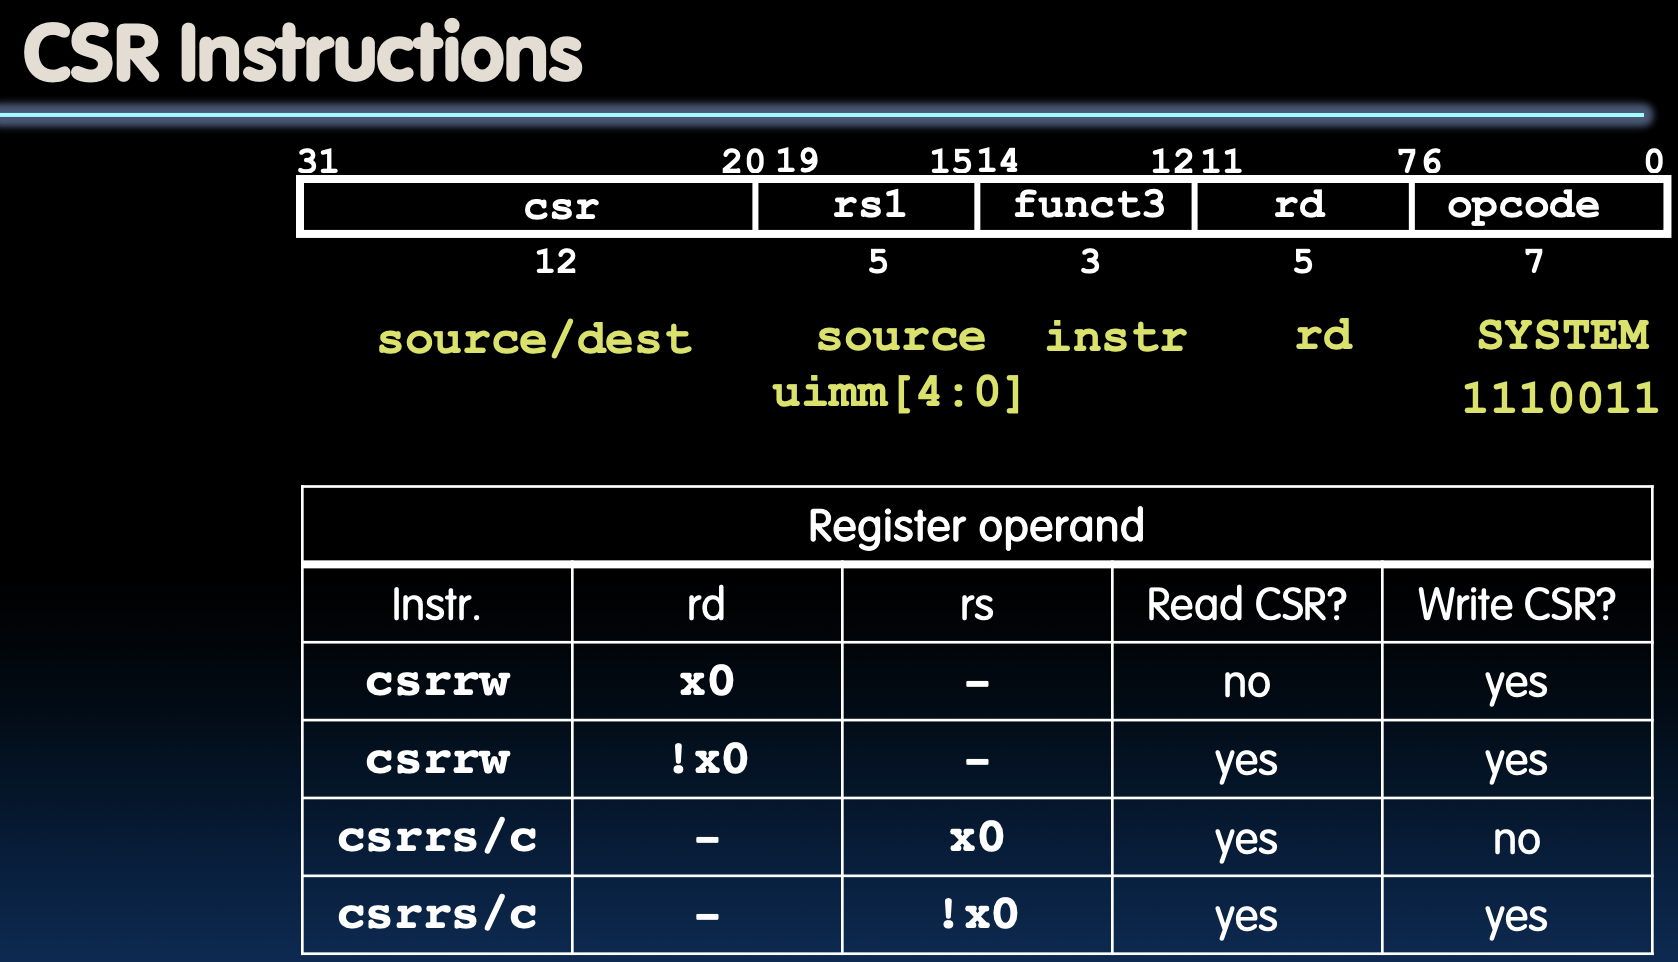 CSR Instructions
31 20 19 15 14 12 11 7 6 0
csr rs1 funct3 rd opcode
12 5 3 5 7
source/dest source instr rd SYSTEM
uimm[4:0] 1110011
Register operand
Instr. rd rs Read CSR? Write CSR?
csrrw x0 - no yes
csrrw !x0 - yes yes
csrrs/c - x0 yes no
csrrs/c - !x0 yes yes